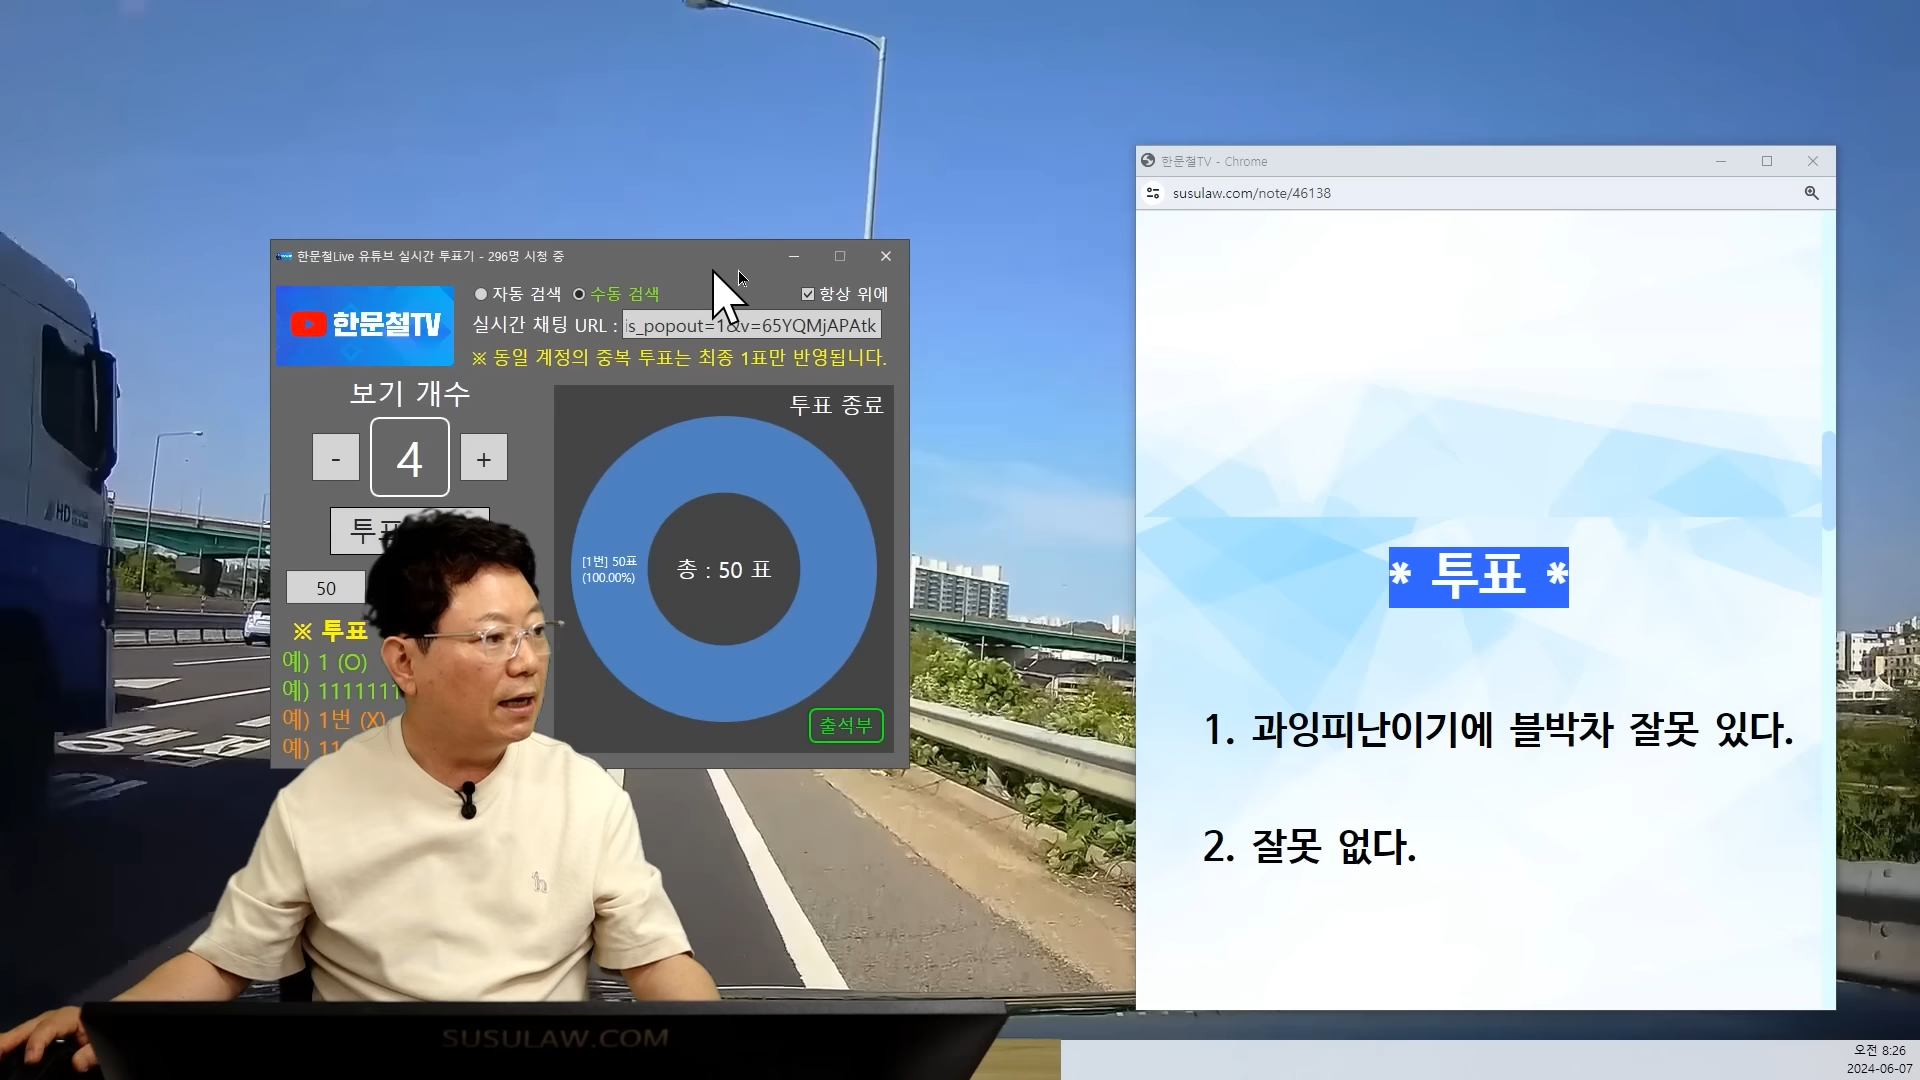 한문철Live 유튜브 실시간 투표기 - 296명 시청 중
한문철TV
자동 검색
수동 검색
항상 위에
실시간 채팅 URL :
is_popout=1&v=65YQMjAPAtk
※ 동일 계정의 중복 투표는 최종 1표만 반영됩니다.
보기 개수
-
4
+
50
※ 투표
예) 1 (O)
예) 1111111
예) 1번 (X)
예) 11
투표 종료
[1번] 50표
(100.00%)
총 : 50 표
출석부
HD
SUSULAW.COM
한문철TV - Chrome
susulaw.com/note/46138
* 투표 *
1. 과잉피난이기에 블박차 잘못 있다.
2. 잘못 없다.
오전 8:26
2024-06-07